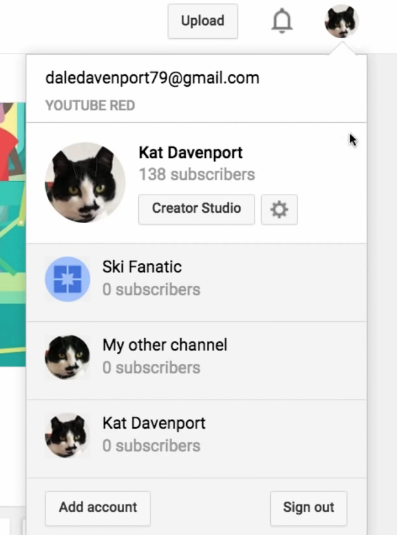 Upload
daledavenport79@gmail.com
YOUTUBE RED
Kat Davenport
138 subscribers
Creator Studio
Ski Fanatic
0 subscribers
My other channel
0 subscribers
Kat Davenport
0 subscribers
Add account
Sign out